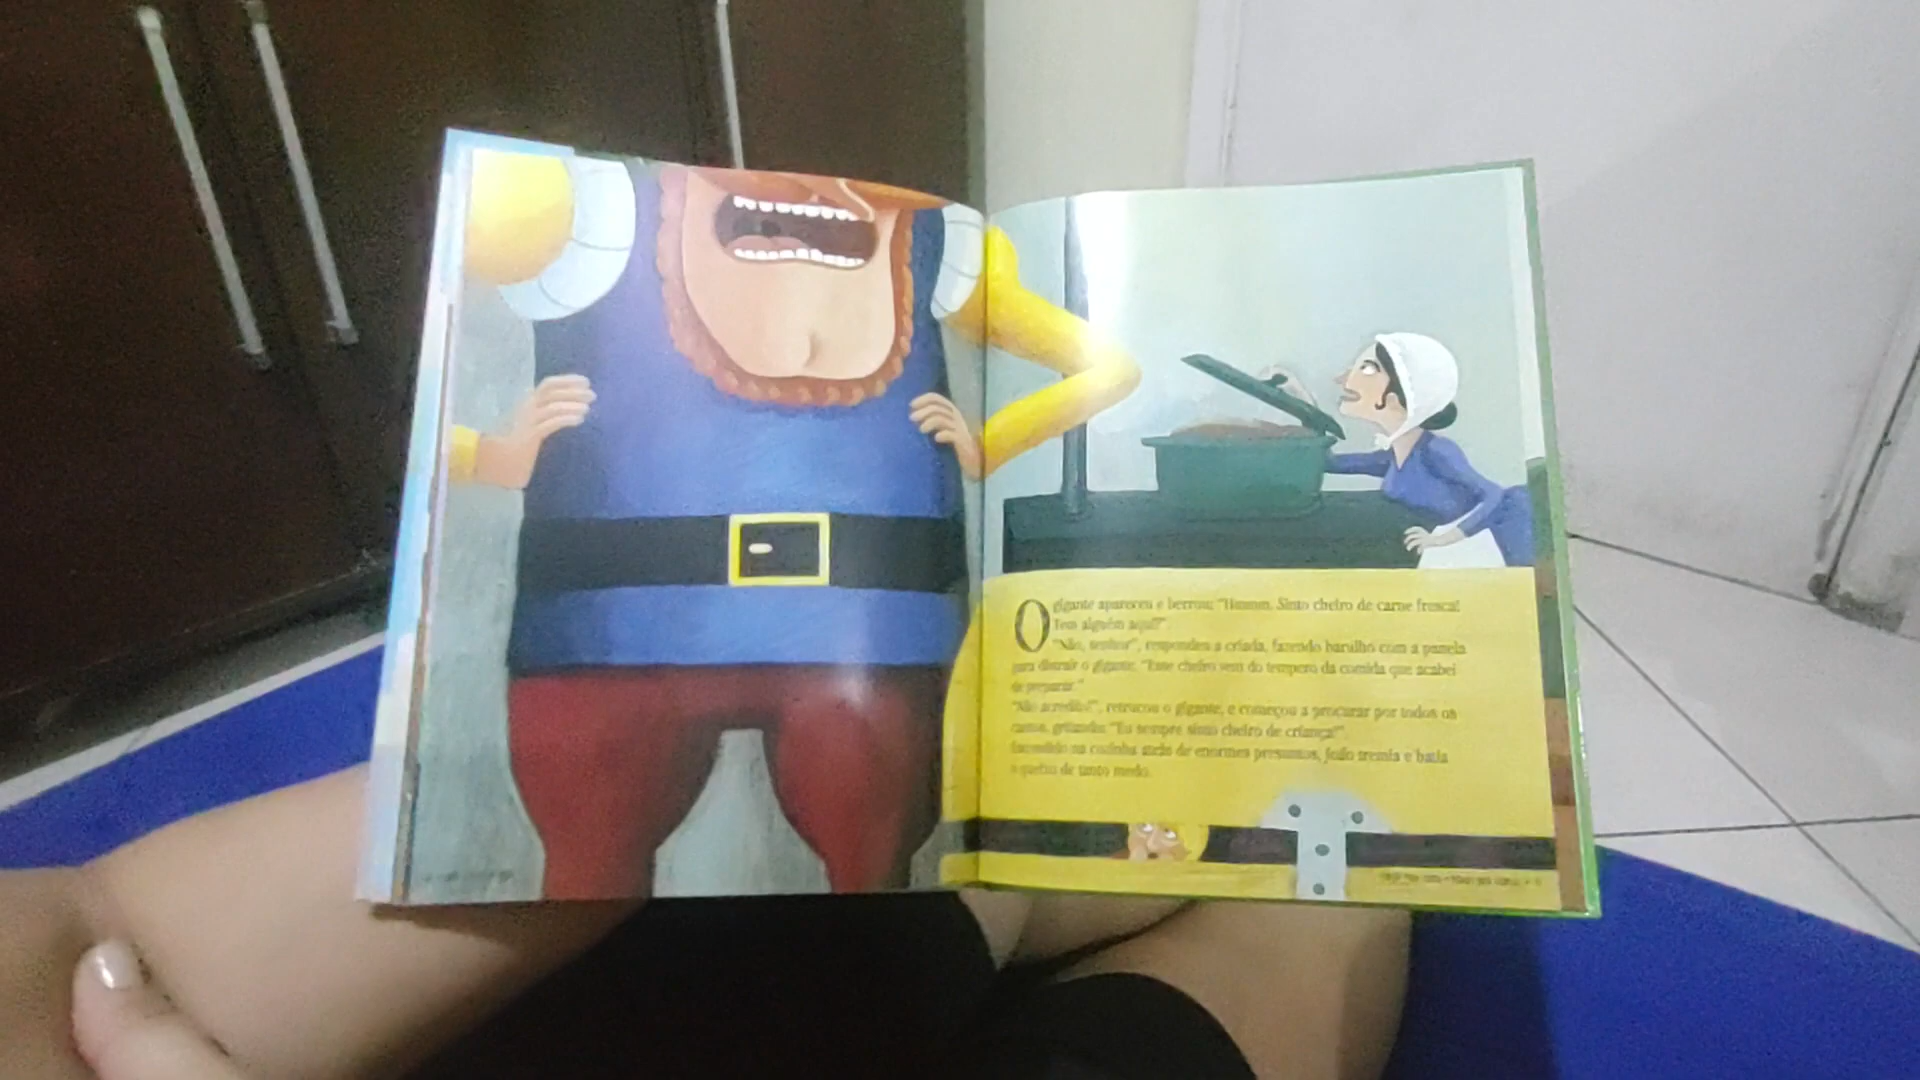 O gigante apareceu e berrou: "Hmmm. Sinto cheiro de carne fresca!
Tem alguém aqui?".
"Não, senhor", respondeu a criada, fazendo barulho com a panela
para distrair o gigante. "Esse cheiro vem do tempero da comida que acabei
de preparar."
"Não acredito!", retrucou o gigante, e começou a procurar por todos os
cantos, gritando: "Eu sempre sinto cheiro de criança!".
Escondido na cozinha atrás de enormes presuntos, João tremia e batia
o queixo de tanto medo.